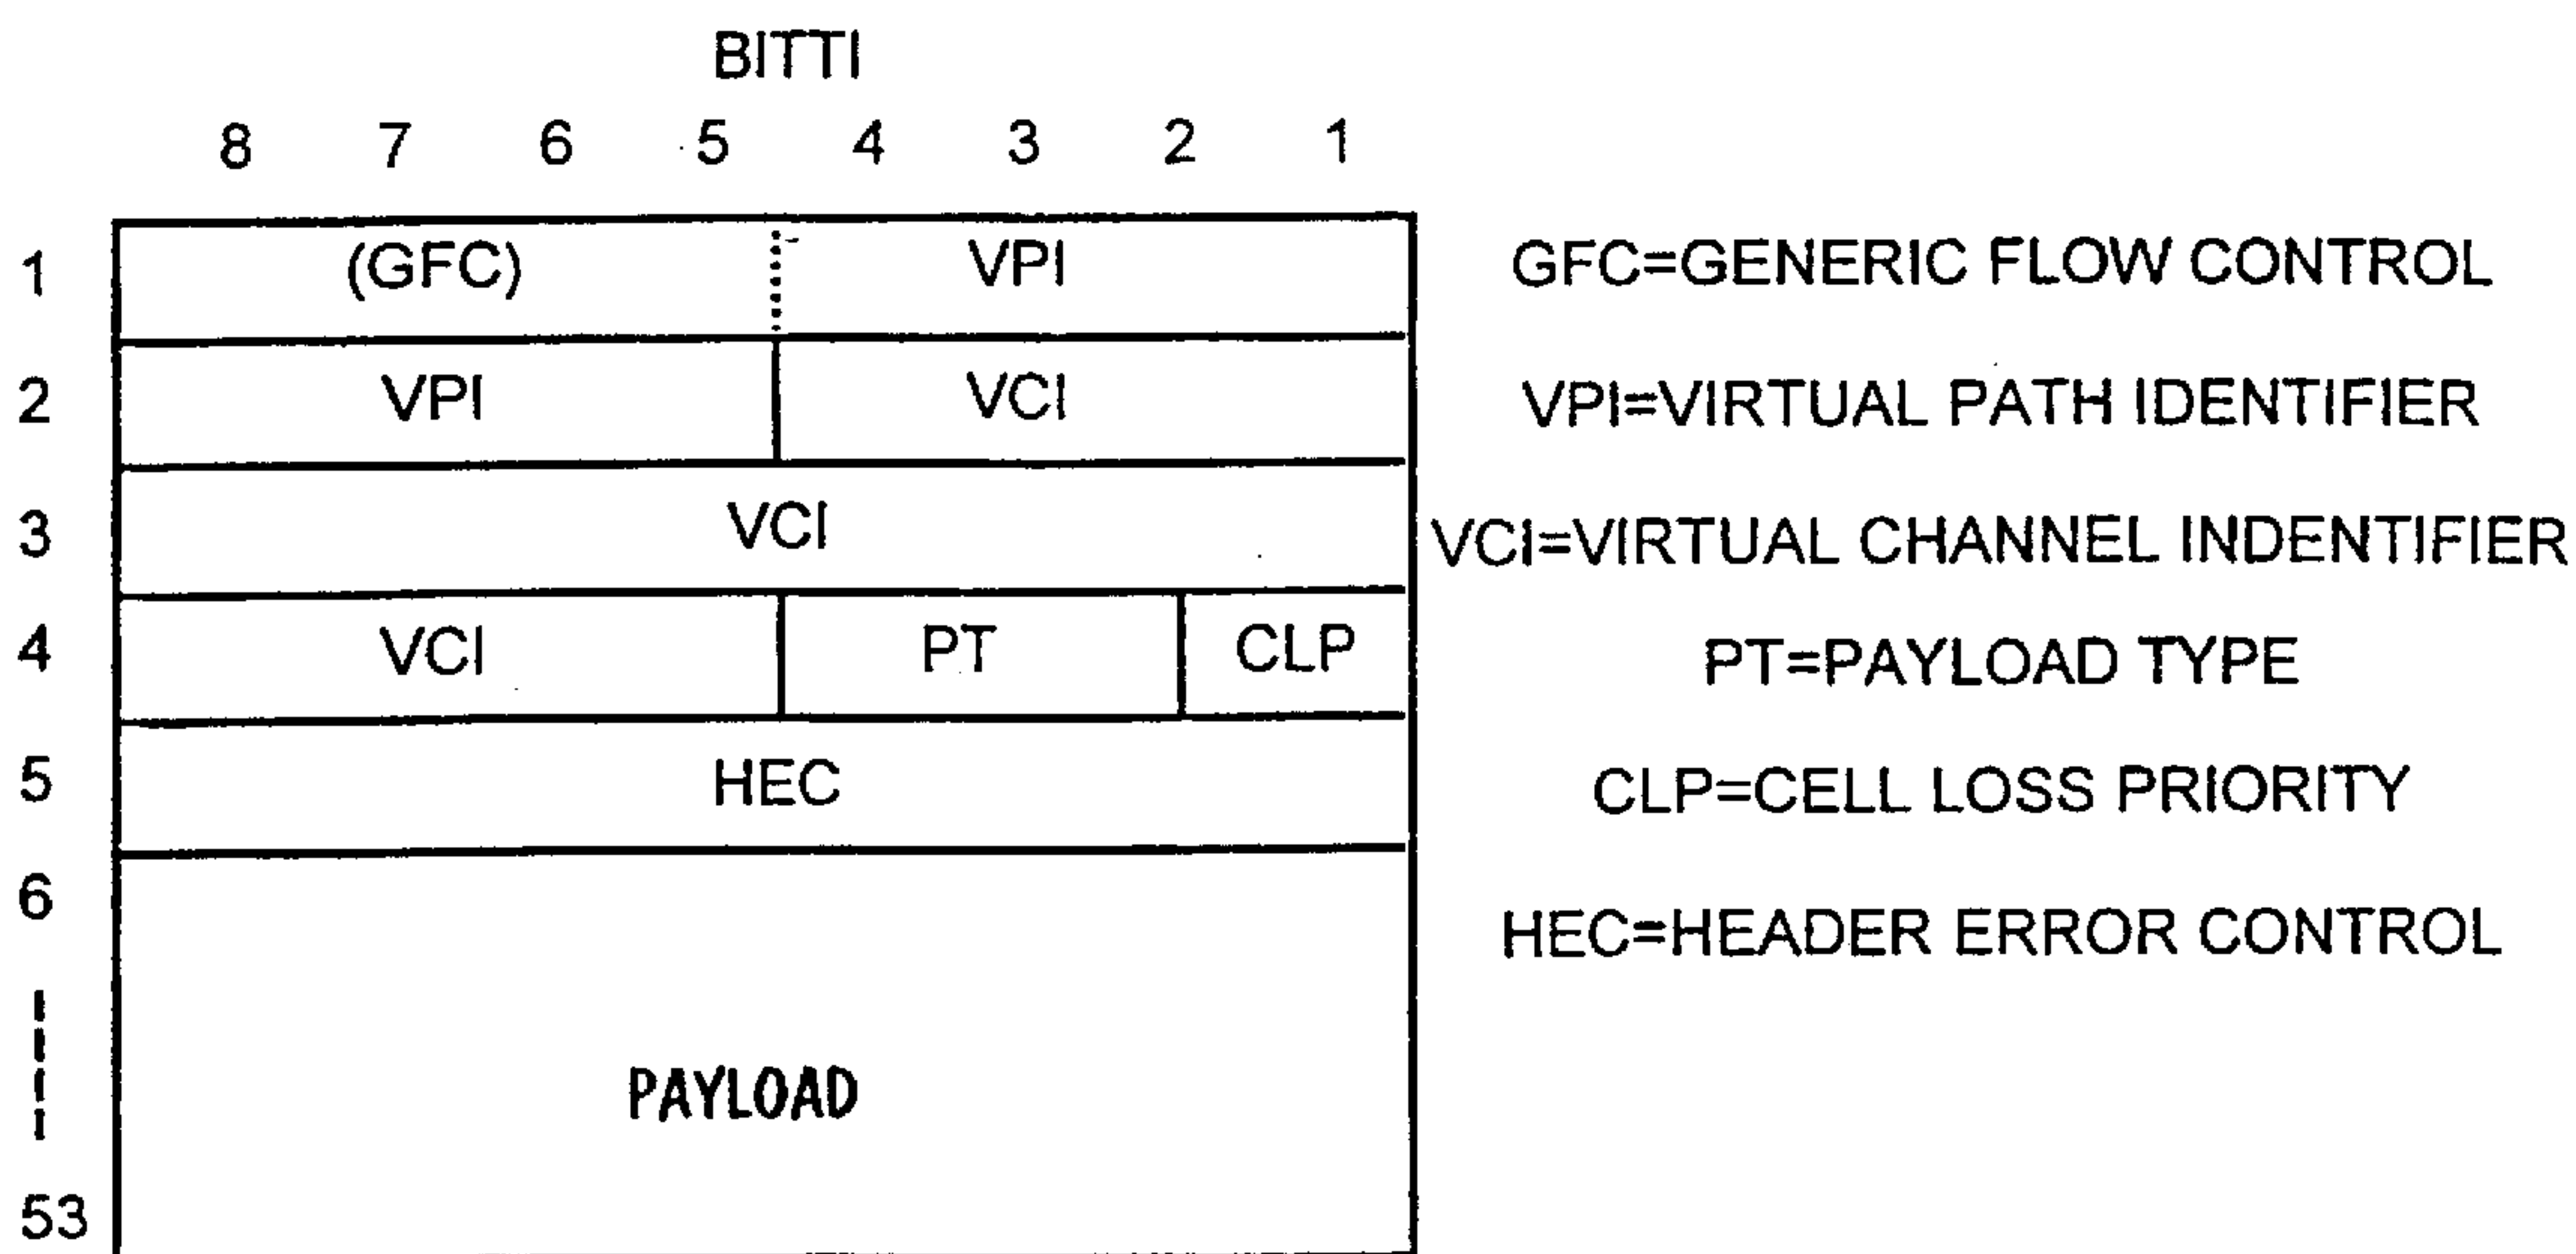 BITTI
8 7 6 5 4 3 2 1
1 (GFC) VPI GFC=GENERIC FLOW CONTROL
2 VPI VCI VPI=VIRTUAL PATH IDENTIFIER
3 VCI VCI=VIRTUAL CHANNEL INDENTIFIER
4 VCI PT CLP PT=PAYLOAD TYPE
5 HEC CLP=CELL LOSS PRIORITY
6 HEC=HEADER ERROR CONTROL
PAYLOAD
53